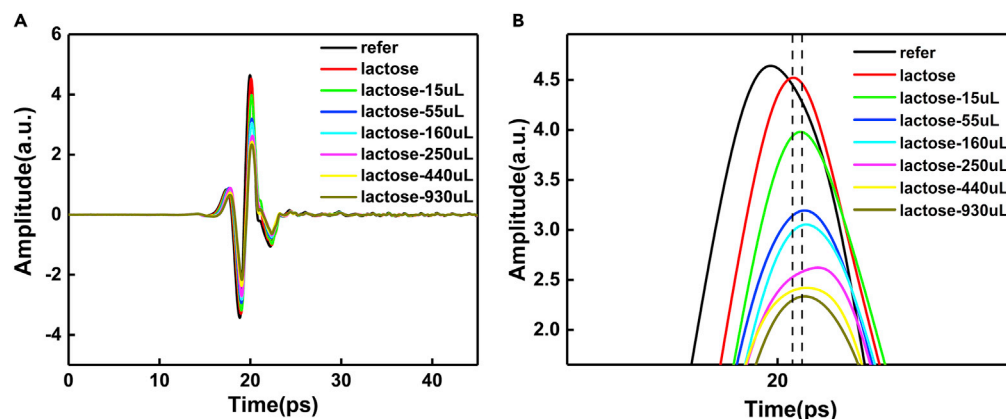 A
Amplitude(a.u.)
6
4
2
0
-2
-4
0
10
20
30
40
Time(ps)
refer
lactose
lactose-15uL
lactose-55uL
lactose-160uL
lactose-250uL
lactose-440uL
lactose-930uL
B
Amplitude(a.u.)
4.5
4.0
3.5
3.0
2.5
2.0
20
Time(ps)
refer
lactose
lactose-15uL
lactose-55uL
lactose-160uL
lactose-250uL
lactose-440uL
lactose-930uL